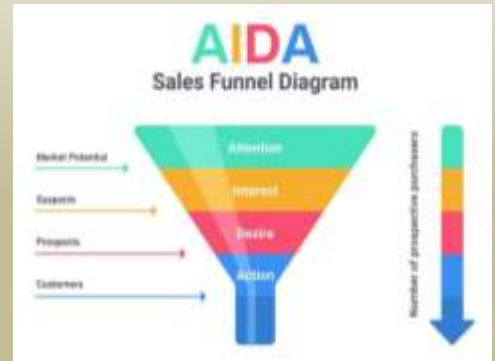 AIDA
Sales Funnel Diagram
Market Potential
Suspects
Prospects
Customers
Attention
Interest
Desire
Action
Number of prospective purchasers